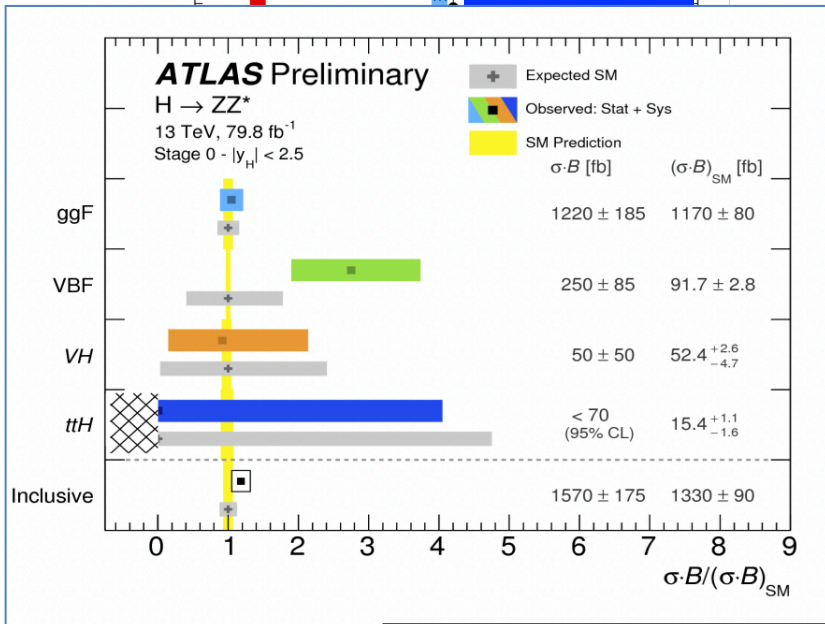 ATLAS Preliminary
H → ZZ*
13 TeV, 79.8 fb⁻¹
Stage 0 - |y_H| < 2.5
Expected SM
Observed: Stat + Sys
SM Prediction
σ·B [fb] (σ·B)_SM [fb]
ggF 1220 ± 185 1170 ± 80
VBF 250 ± 85 91.7 ± 2.8
VH 50 ± 50 52.4 +2.6 −4.7
ttH < 70 (95% CL) 15.4 +1.1 −1.6
Inclusive 1570 ± 175 1330 ± 90
0 1 2 3 4 5 6 7 8 9
σ·B/(σ·B)_SM